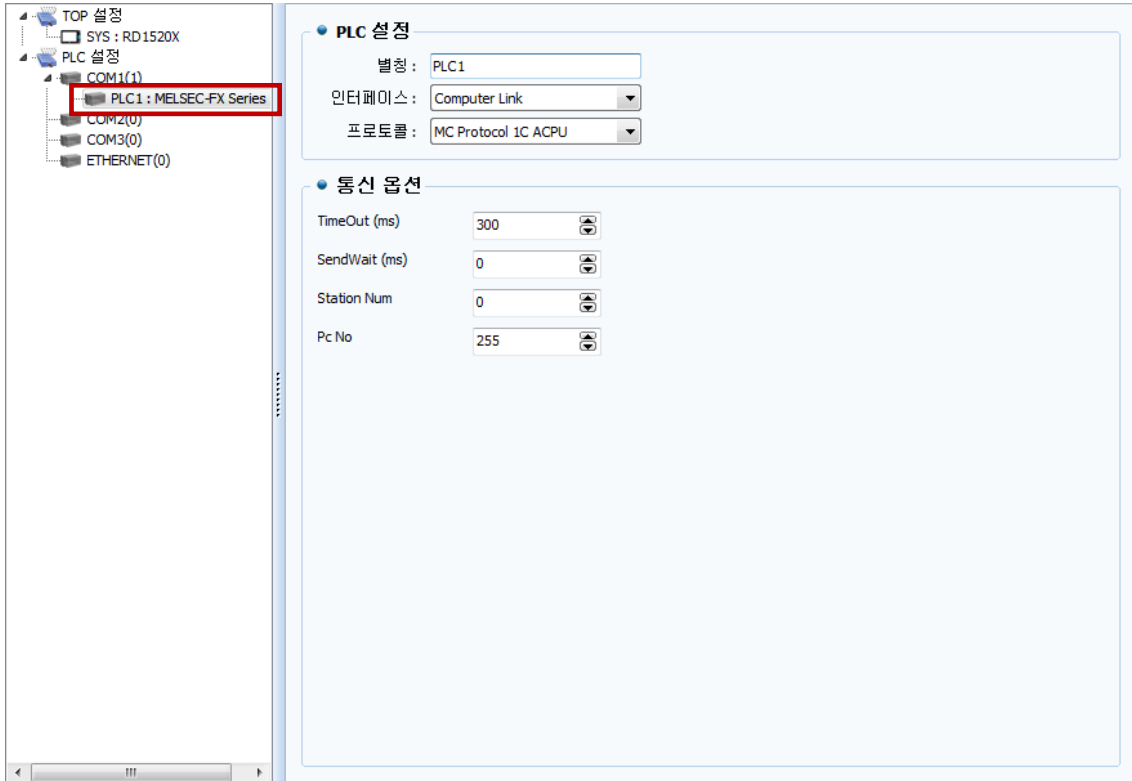 TOP 설정
SYS : RD1520X
PLC 설정
COM1(1)
PLC1 : MELSEC-FX Series
COM2(0)
COM3(0)
ETHERNET(0)
PLC 설정
별칭 : PLC1
인터페이스 : Computer Link
프로토콜 : MC Protocol 1C ACPU
통신 옵션
TimeOut (ms) 300
SendWait (ms) 0
Station Num 0
Pc No 255